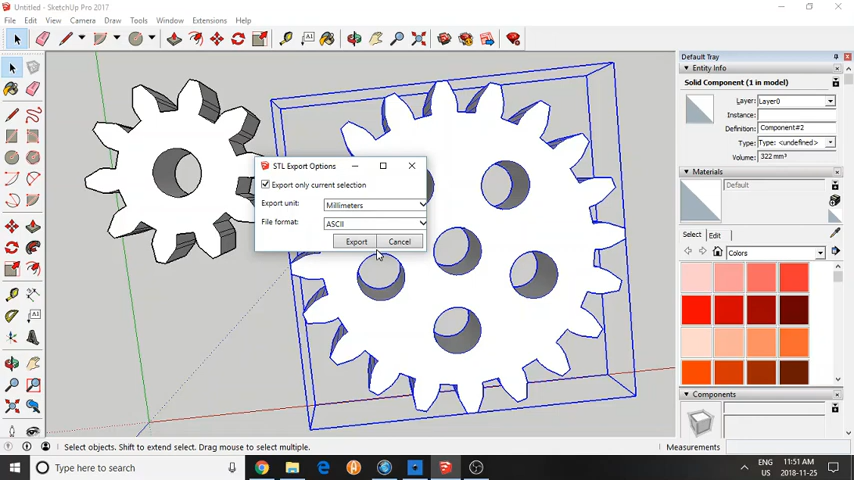 Untitled - SketchUp Pro
File Edit View Camera Draw Tools Window Extensions Help
Default Tray
Entity Info
Solid Component (1 in model)
Layer: Layer0
Instance:
Definition: Component#2
Type: Type: <undefined>
Volume: 322 mm³
Materials
Default
Select Edit
Colors
Components
STL Export Options
Export only current selection
Export unit: Millimeters
File format: ASCII
Export Cancel
Select objects. Shift to extend select. Drag mouse to select multiple.
Measurements
Type here to search
ENG
US
11:51 AM
2018-11-25